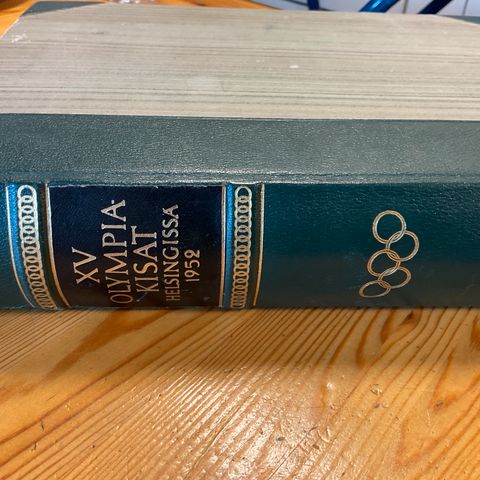 XV
OLYMPIA-
KISAT
HELSINGISSÄ
1952